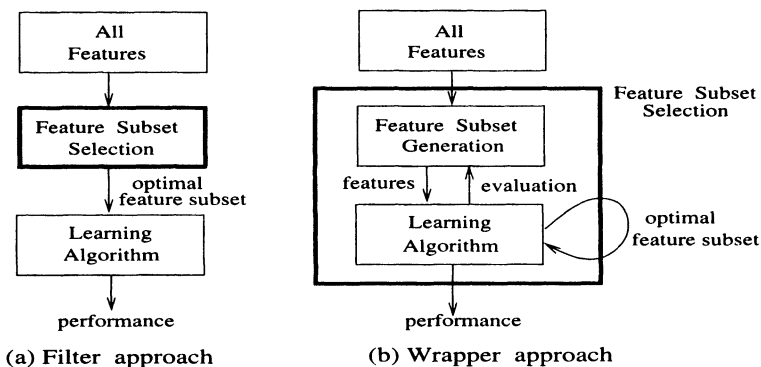 All
Features
Feature Subset
Selection
optimal
feature subset
Learning
Algorithm
performance
(a) Filter approach
All
Features
Feature Subset
Selection
Feature Subset
Generation
features
evaluation
Learning
Algorithm
optimal
feature subset
performance
(b) Wrapper approach